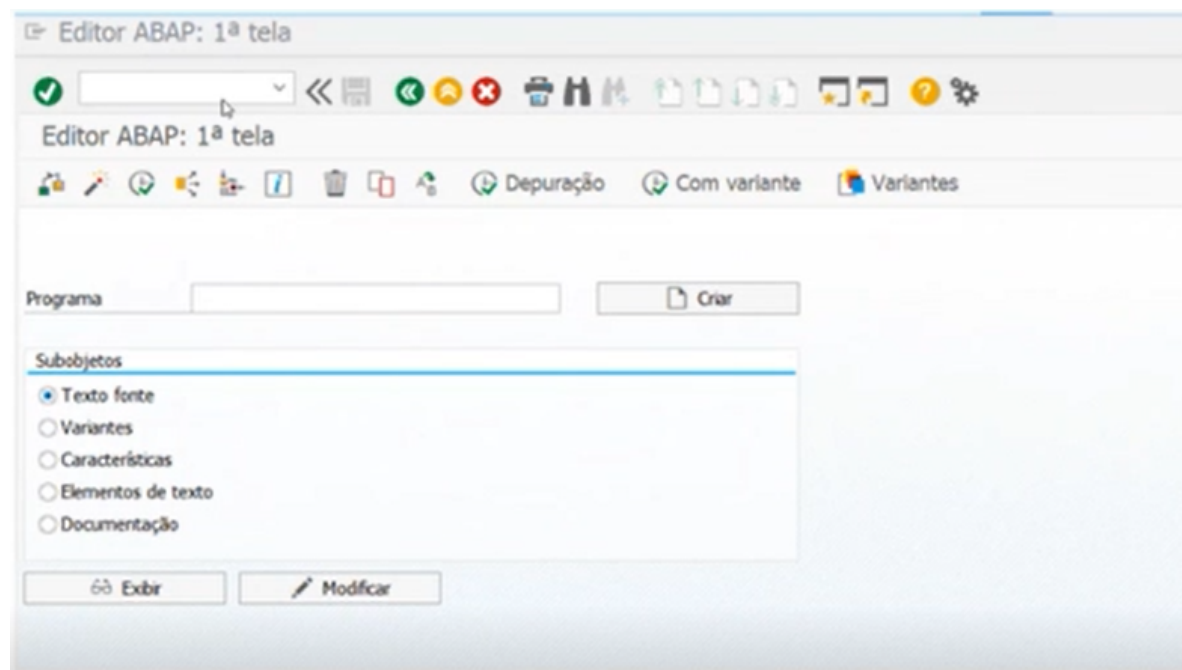 Editor ABAP: 1ª tela
Editor ABAP: 1ª tela
Depuração Com variante Variantes
Programa Criar
Subobjetos
Texto fonte
Variantes
Características
Elementos de texto
Documentação
Exibir Modificar